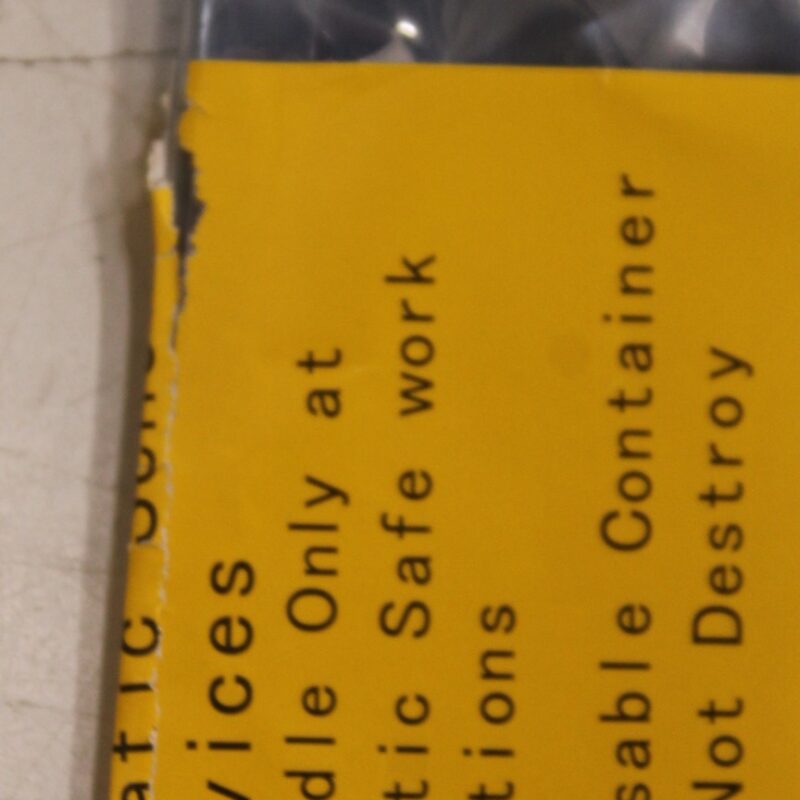 atic
vices
dle Only at
tic Safe work
tions
sable Container
Not Destroy